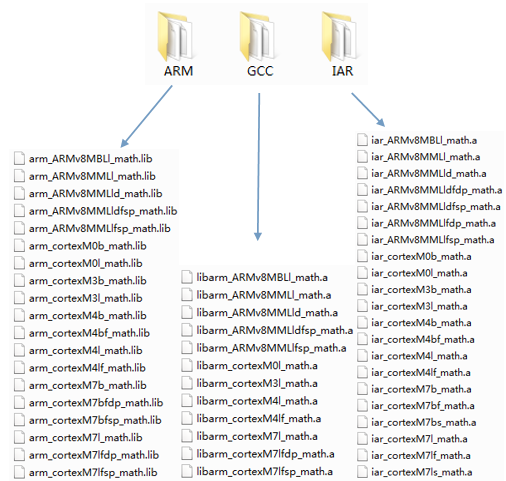 ARM
GCC
IAR
arm_ARMv8MBLl_math.lib
arm_ARMv8MMLl_math.lib
arm_ARMv8MMLld_math.lib
arm_ARMv8MMLldfsp_math.lib
arm_ARMv8MMLlfsp_math.lib
arm_cortexM0b_math.lib
arm_cortexM0l_math.lib
arm_cortexM3b_math.lib
arm_cortexM3l_math.lib
arm_cortexM4b_math.lib
arm_cortexM4bf_math.lib
arm_cortexM4l_math.lib
arm_cortexM4lf_math.lib
arm_cortexM7b_math.lib
arm_cortexM7bfdp_math.lib
arm_cortexM7bfsp_math.lib
arm_cortexM7l_math.lib
arm_cortexM7lfdp_math.lib
arm_cortexM7lfsp_math.lib
libarm_ARMv8MBLl_math.a
libarm_ARMv8MMLl_math.a
libarm_ARMv8MMLld_math.a
libarm_ARMv8MMLldfsp_math.a
libarm_ARMv8MMLlfsp_math.a
libarm_cortexM0l_math.a
libarm_cortexM3l_math.a
libarm_cortexM4l_math.a
libarm_cortexM4lf_math.a
libarm_cortexM7l_math.a
libarm_cortexM7lfdp_math.a
libarm_cortexM7lfsp_math.a
iar_ARMv8MBLl_math.a
iar_ARMv8MMLl_math.a
iar_ARMv8MMLld_math.a
iar_ARMv8MMLldfdp_math.a
iar_ARMv8MMLldfsp_math.a
iar_ARMv8MMLlfdp_math.a
iar_ARMv8MMLlfsp_math.a
iar_cortexM0b_math.a
iar_cortexM0l_math.a
iar_cortexM3b_math.a
iar_cortexM3l_math.a
iar_cortexM4b_math.a
iar_cortexM4bf_math.a
iar_cortexM4l_math.a
iar_cortexM4lf_math.a
iar_cortexM7b_math.a
iar_cortexM7bf_math.a
iar_cortexM7bs_math.a
iar_cortexM7l_math.a
iar_cortexM7lf_math.a
iar_cortexM7ls_math.a